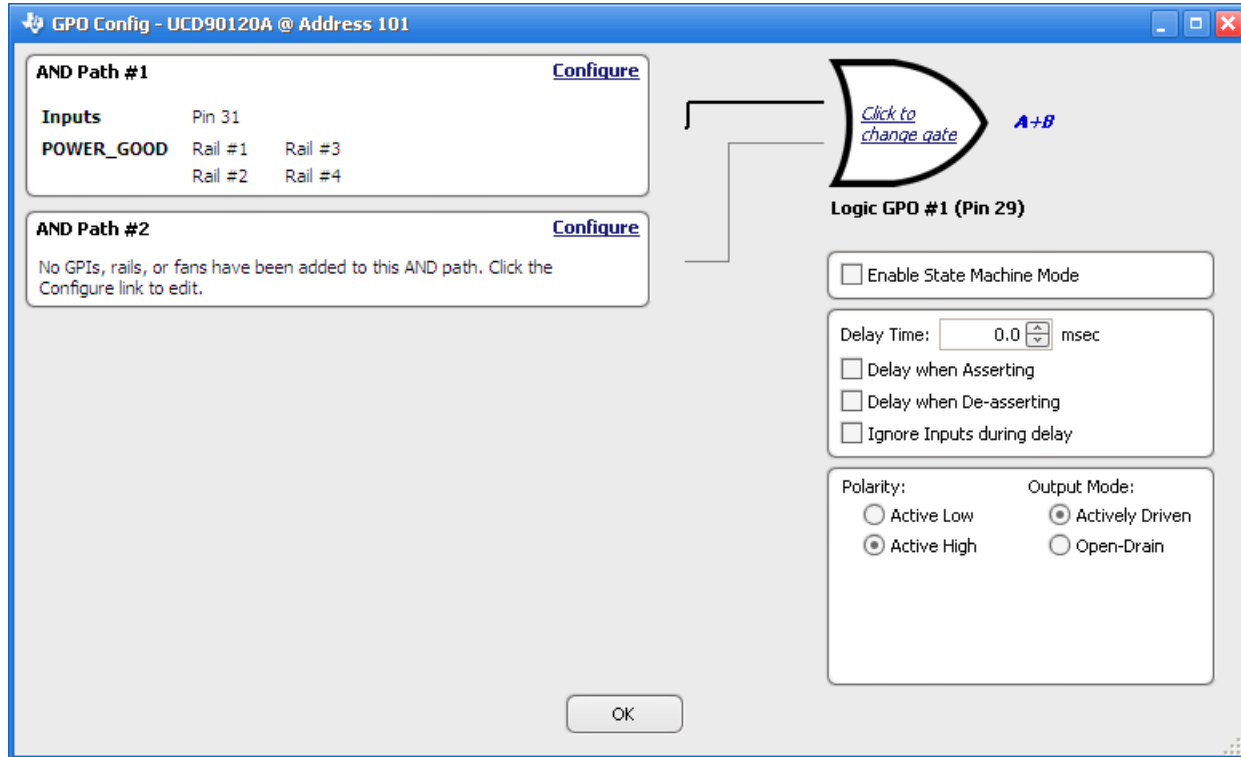 GPO Config - UCD90120A @ Address 101
AND Path #1 Configure
Inputs Pin 31
POWER_GOOD Rail #1 Rail #3
Rail #2 Rail #4
AND Path #2 Configure
No GPIs, rails, or fans have been added to this AND path. Click the
Configure link to edit.
Click to
change gate
A+B
Logic GPO #1 (Pin 29)
Enable State Machine Mode
Delay Time: 0.0 msec
Delay when Asserting
Delay when De-asserting
Ignore Inputs during delay
Polarity: Output Mode:
Active Low Actively Driven
Active High Open-Drain
OK